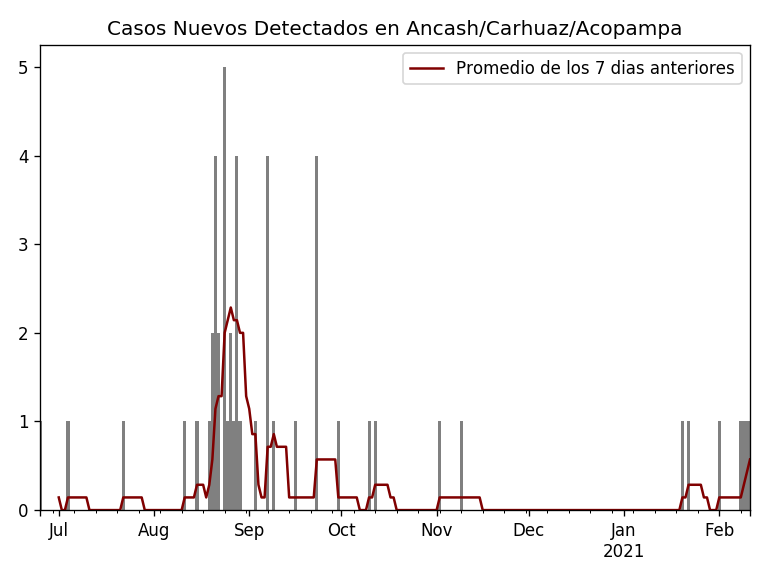 Casos Nuevos Detectados en Ancash/Carhuaz/Acopampa
Promedio de los 7 dias anteriores
5
4
3
2
1
0
Jul Aug Sep Oct Nov Dec Jan Feb
2021